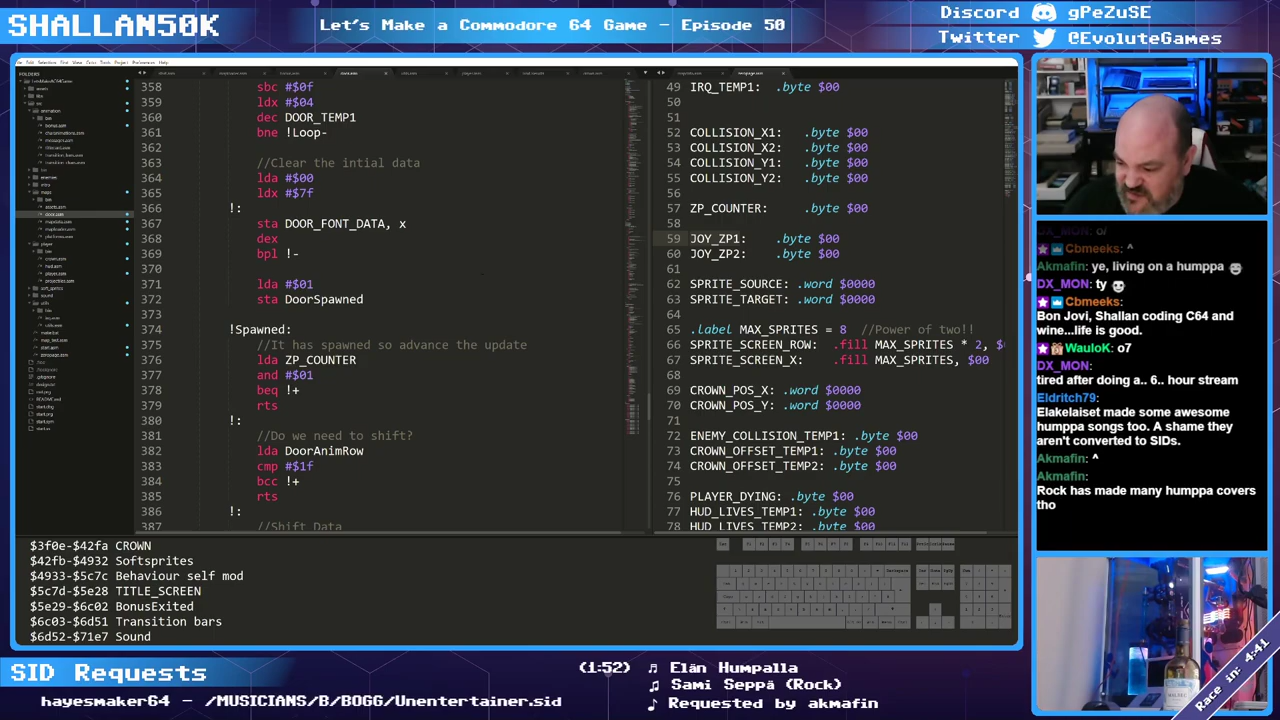 SHALLAN50K
Let's Make a Commodore 64 Game - Episode 50
Discord gPeZuSE
Twitter @EvoluteGames
FOLDERS
358 sbc #$0f
359 ldx #$04
360 dec DOOR_TEMP1
361 bne !Loop-
362
363 //Clear the intial data
364 lda #$00
365 ldx #$7f
366 !:
367 sta DOOR_FONT_DATA, x
368 dex
369 bpl !-
370
371 lda #$01
372 sta DoorSpawned
373
374 !Spawned:
375 //It has spawned so advance the update
376 lda ZP_COUNTER
377 and #$01
378 beq !+
379 rts
380 !:
381 //Do we need to shift?
382 lda DoorAnimRow
383 cmp #$1f
384 bcc !+
385 rts
386 !:
387 //Shift Data
49 IRQ_TEMP1: .byte $00
50
51
52 COLLISION_X1: .byte $00
53 COLLISION_X2: .byte $00
54 COLLISION_Y1: .byte $00
55 COLLISION_Y2: .byte $00
56
57 ZP_COUNTER: .byte $00
58
59 JOY_ZP1: .byte $00
60 JOY_ZP2: .byte $00
61
62 SPRITE_SOURCE: .word $0000
63 SPRITE_TARGET: .word $0000
64
65 .label MAX_SPRITES = 8 //Power of two!!
66 SPRITE_SCREEN_ROW: .fill MAX_SPRITES * 2, $
67 SPRITE_SCREEN_X: .fill MAX_SPRITES, $00
68
69 CROWN_POS_X: .word $0000
70 CROWN_POS_Y: .word $0000
71
72 ENEMY_COLLISION_TEMP1: .byte $00
73 CROWN_OFFSET_TEMP1: .byte $00
74 CROWN_OFFSET_TEMP2: .byte $00
75
76 PLAYER_DYING: .byte $00
77 HUD_LIVES_TEMP1: .byte $00
78 HUD_LIVES_TEMP2: .byte $00
$3f0e-$42fa CROWN
$42fb-$4932 Softsprites
$4933-$5c7c Behaviour self mod
$5c7d-$5e28 TITLE_SCREEN
$5e29-$6c02 BonusExited
$6c03-$6d51 Transition bars
$6d52-$71e7 Sound
DX_MON: o/
Cbmeeks: ^
Akmafin: ye, living on a humppa
DX_MON: ty
Cbmeeks:
Bon Jovi, Shallan coding C64 and
wine...life is good.
WauloK: o7
DX_MON:
tired after doing a.. 6.. hour stream
Eldritch79:
Elakelaiset made some awesome
humppa songs too. A shame they
aren't converted to SIDs.
Akmafin: ^
Akmafin:
Rock has made many humppa covers
tho
Race in: 4:41
SID Requests
hayesmaker64 - /MUSICIANS/B/BOGG/Unentertainer.sid
(1:52) ♫ Elän Humpalla
♫ Sami Seppä (Rock)
♪ Requested by akmafin